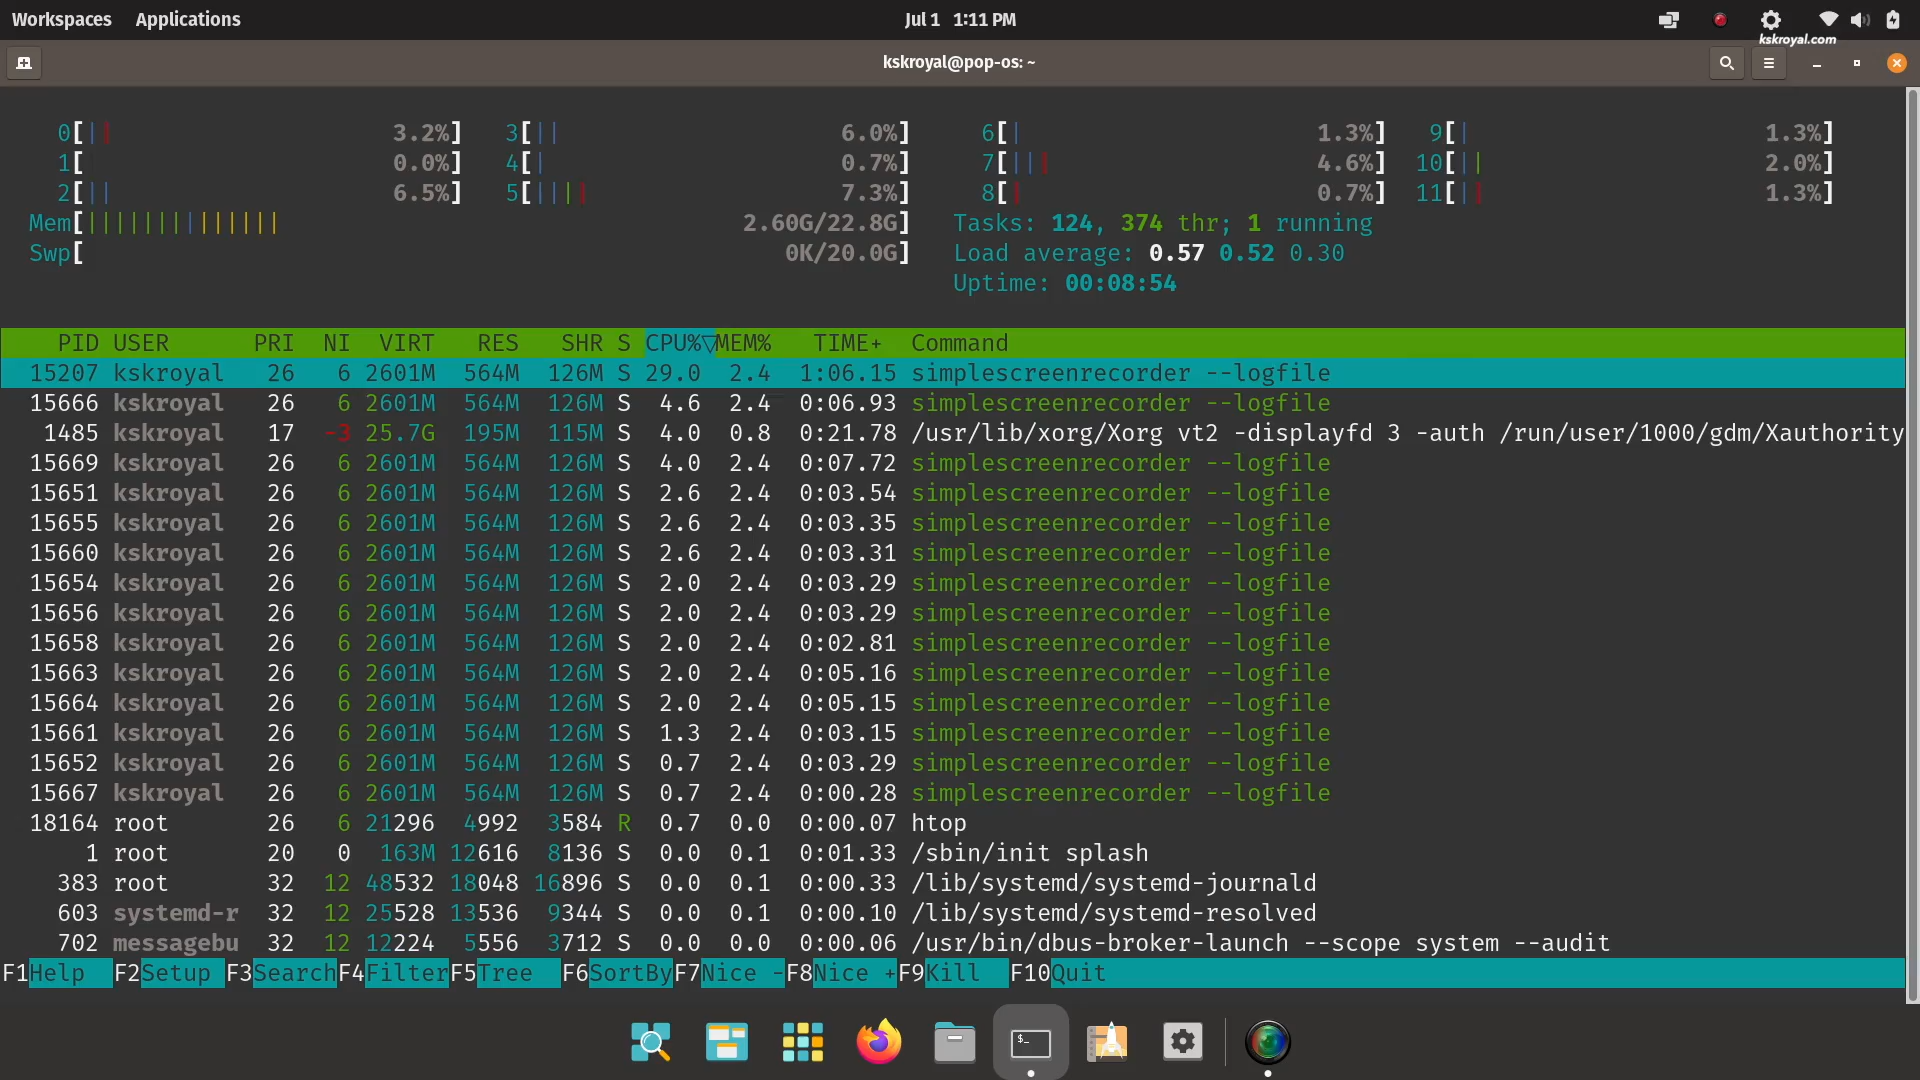 Workspaces Applications Jul 1 1:11 PM
kskroyal.com
kskroyal@pop-os: ~
0[|| 3.2%] 3[|| 6.0%] 6[| 1.3%] 9[| 1.3%]
1[ 0.0%] 4[| 0.7%] 7[||| 4.6%] 10[|| 2.0%]
2[|| 6.5%] 5[|||| 7.3%] 8[| 0.7%] 11[|| 1.3%]
Mem[|||||||||||||| 2.60G/22.8G] Tasks: 124, 374 thr; 1 running
Swp[ 0K/20.0G] Load average: 0.57 0.52 0.30
Uptime: 00:08:54
PID USER PRI NI VIRT RES SHR S CPU%▽MEM% TIME+ Command
15207 kskroyal 26 6 2601M 564M 126M S 29.0 2.4 1:06.15 simplescreenrecorder --logfile
15666 kskroyal 26 6 2601M 564M 126M S 4.6 2.4 0:06.93 simplescreenrecorder --logfile
1485 kskroyal 17 -3 25.7G 195M 115M S 4.0 0.8 0:21.78 /usr/lib/xorg/Xorg vt2 -displayfd 3 -auth /run/user/1000/gdm/Xauthority
15669 kskroyal 26 6 2601M 564M 126M S 4.0 2.4 0:07.72 simplescreenrecorder --logfile
15651 kskroyal 26 6 2601M 564M 126M S 2.6 2.4 0:03.54 simplescreenrecorder --logfile
15655 kskroyal 26 6 2601M 564M 126M S 2.6 2.4 0:03.35 simplescreenrecorder --logfile
15660 kskroyal 26 6 2601M 564M 126M S 2.6 2.4 0:03.31 simplescreenrecorder --logfile
15654 kskroyal 26 6 2601M 564M 126M S 2.0 2.4 0:03.29 simplescreenrecorder --logfile
15656 kskroyal 26 6 2601M 564M 126M S 2.0 2.4 0:03.29 simplescreenrecorder --logfile
15658 kskroyal 26 6 2601M 564M 126M S 2.0 2.4 0:02.81 simplescreenrecorder --logfile
15663 kskroyal 26 6 2601M 564M 126M S 2.0 2.4 0:05.16 simplescreenrecorder --logfile
15664 kskroyal 26 6 2601M 564M 126M S 2.0 2.4 0:05.15 simplescreenrecorder --logfile
15661 kskroyal 26 6 2601M 564M 126M S 1.3 2.4 0:03.15 simplescreenrecorder --logfile
15652 kskroyal 26 6 2601M 564M 126M S 0.7 2.4 0:03.29 simplescreenrecorder --logfile
15667 kskroyal 26 6 2601M 564M 126M S 0.7 2.4 0:00.28 simplescreenrecorder --logfile
18164 root 26 6 21296 4992 3584 R 0.7 0.0 0:00.07 htop
1 root 20 0 163M 12616 8136 S 0.0 0.1 0:01.33 /sbin/init splash
383 root 32 12 48532 18048 16896 S 0.0 0.1 0:00.33 /lib/systemd/systemd-journald
603 systemd-r 32 12 25528 13536 9344 S 0.0 0.1 0:00.10 /lib/systemd/systemd-resolved
702 messagebu 32 12 12224 5556 3712 S 0.0 0.0 0:00.06 /usr/bin/dbus-broker-launch --scope system --audit
F1Help F2Setup F3SearchF4FilterF5Tree F6SortByF7Nice -F8Nice +F9Kill F10Quit
$_